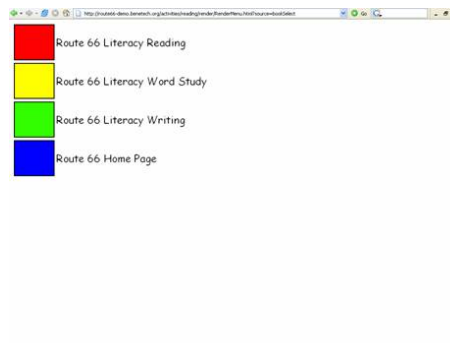 http://route66-demo.benetech.org/activities/reading/render/RenderMenu.html?source=bookSelect
Go
Route 66 Literacy Reading
Route 66 Literacy Word Study
Route 66 Literacy Writing
Route 66 Home Page